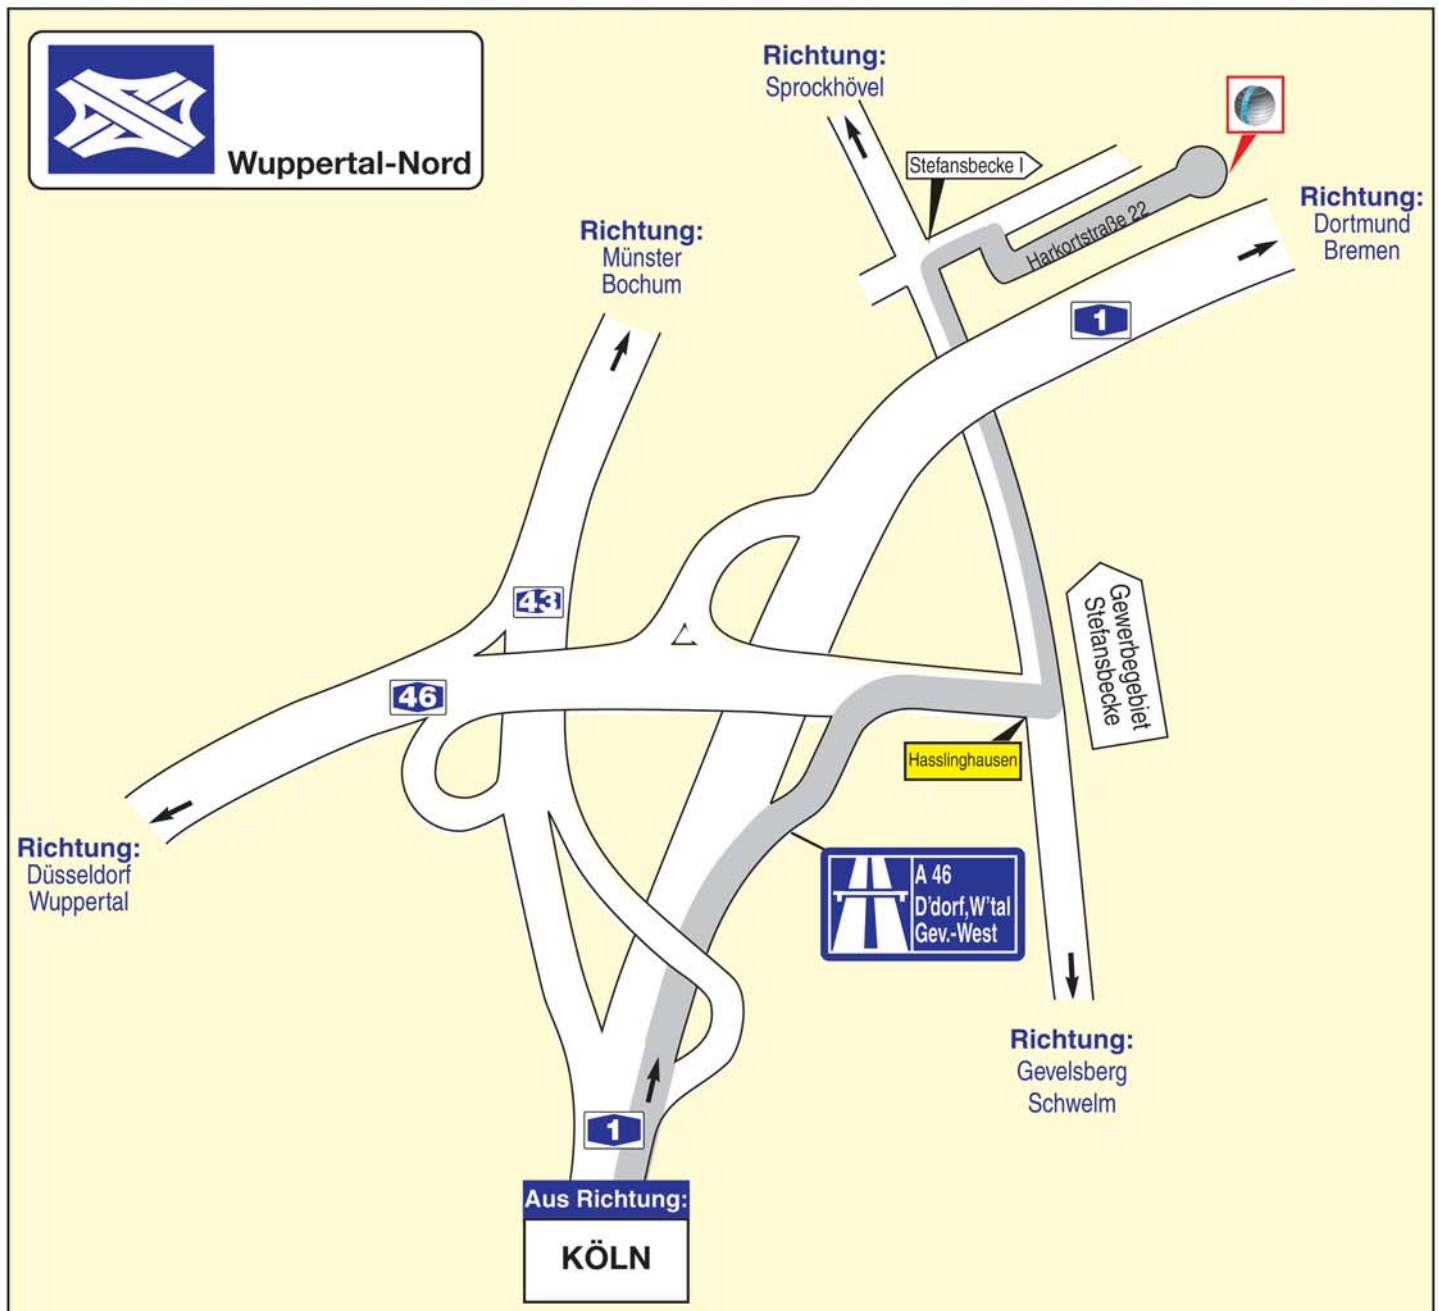 Wuppertal-Nord
Richtung:
Sprockhövel
Stefansbecke I
Harkortstraße 22
Richtung:
Dortmund
Bremen
Richtung:
Münster
Bochum
1
43
46
Gewerbegebiet
Stefansbecke
Hasslinghausen
Richtung:
Düsseldorf
Wuppertal
A 46
D'dorf,W'tal
Gev.-West
Richtung:
Gevelsberg
Schwelm
1
Aus Richtung:
KÖLN